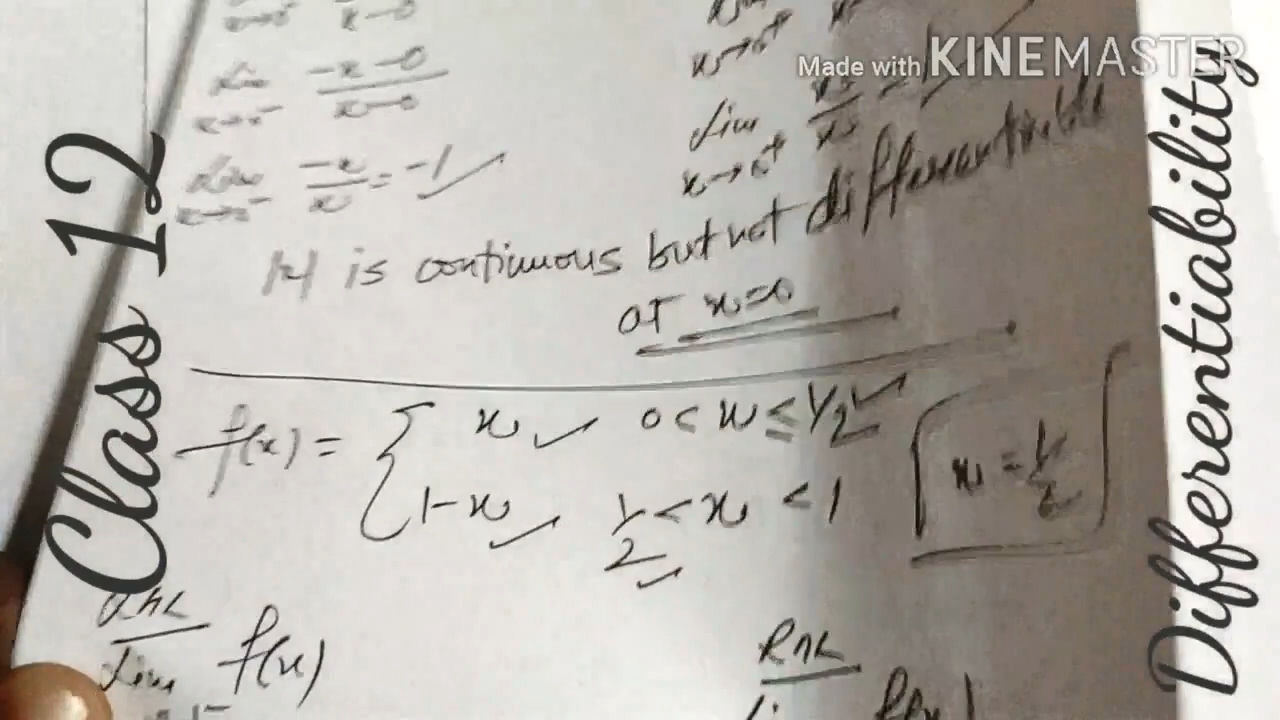 Made with KINEMASTER
Class 12
Differentiability
lim x→0⁻ (-x-0)/(x-0)
lim x→0⁻ -x/x = -1
lim x→0⁺
|x| is continuous but not differentiable
at x=0
f(x) = { x, 0 < x ≤ 1/2
1-x, 1/2 < x < 1
[x = 1/2]
LHL
lim f(x)
RHL
f(x)